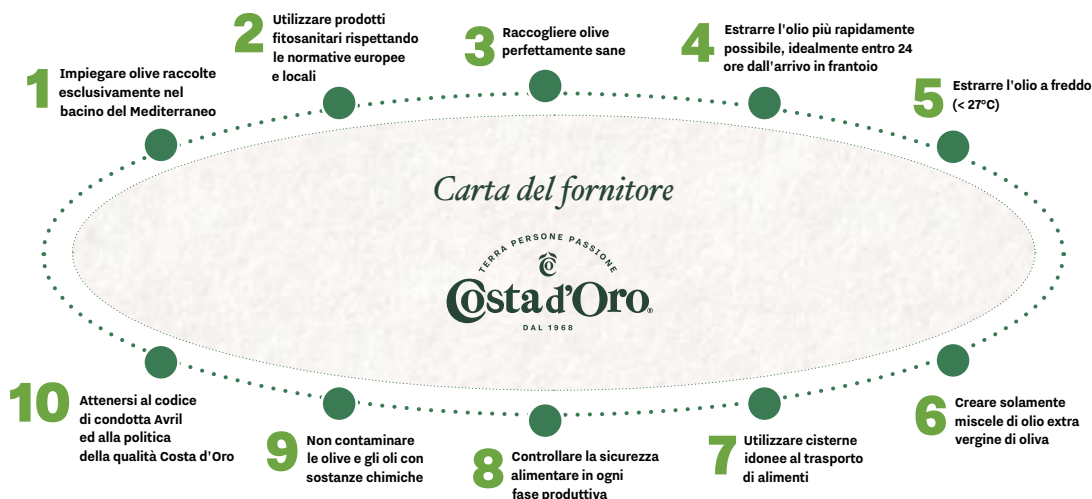 1
Impiegare olive raccolte
esclusivamente nel
bacino del Mediterraneo
2
Utilizzare prodotti
fitosanitari rispettando
le normative europee
e locali
3
Raccogliere olive
perfettamente sane
4
Estrarre l'olio più rapidamente
possibile, idealmente entro 24
ore dall'arrivo in frantoio
5
Estrarre l'olio a freddo
(< 27°C)
Carta del fornitore
TERRA PERSONE PASSIONE
Costa d'Oro®
DAL 1968
6
Creare solamente
miscele di olio extra
vergine di oliva
7
Utilizzare cisterne
idonee al trasporto
di alimenti
8
Controllare la sicurezza
alimentare in ogni
fase produttiva
9
Non contaminare
le olive e gli oli con
sostanze chimiche
10
Attenersi al codice
di condotta Avril
ed alla politica
della qualità Costa d'Oro